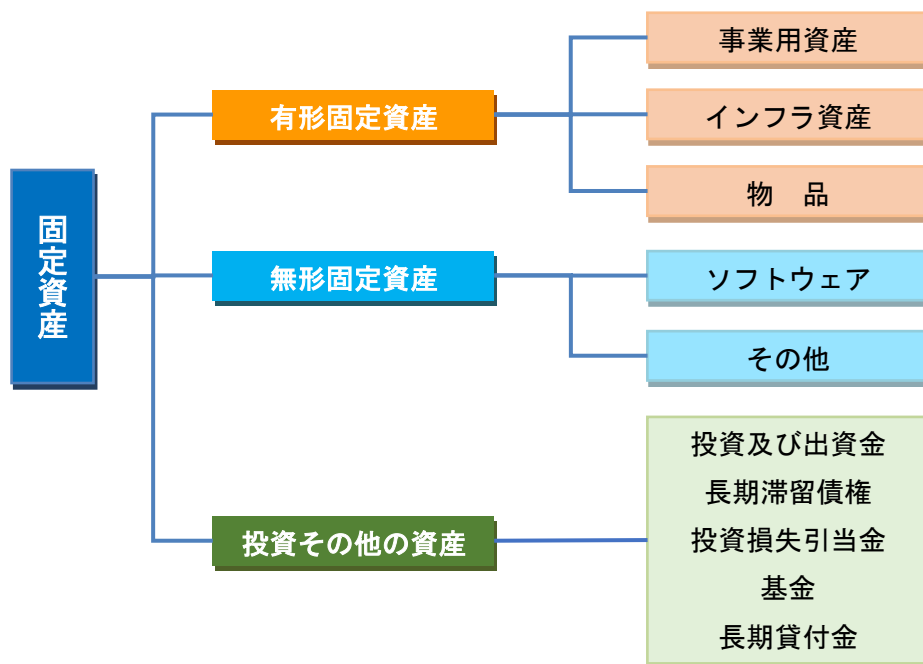 固定資産
有形固定資産
事業用資産
インフラ資産
物　品
無形固定資産
ソフトウェア
その他
投資その他の資産
投資及び出資金
長期滞留債権
投資損失引当金
基金
長期貸付金